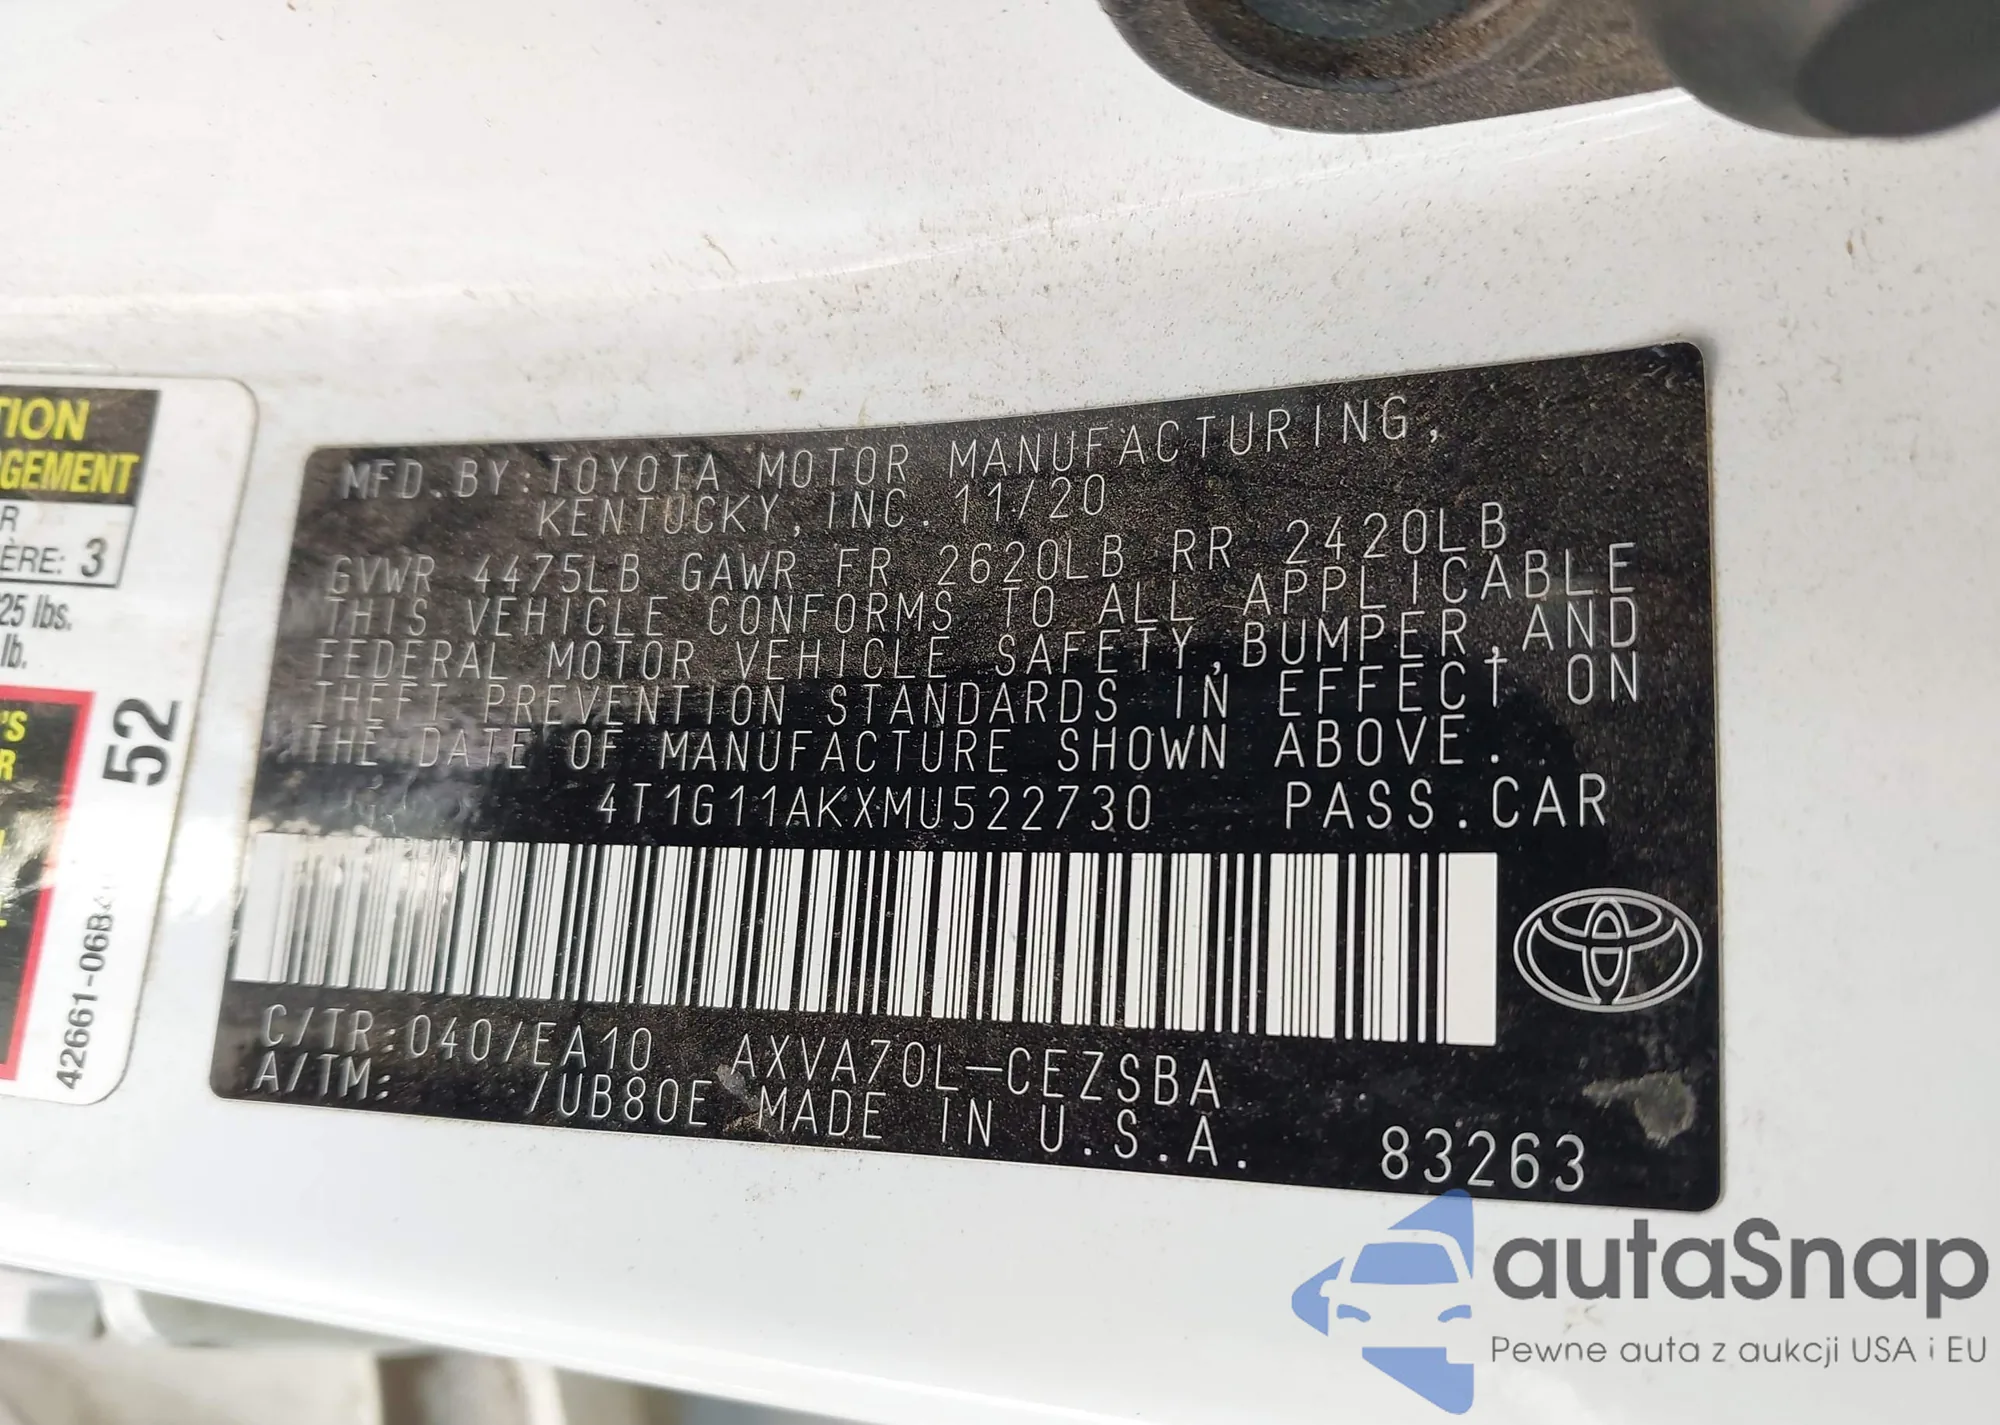 TION
GEMENT
R
ÈRE: 3
25 lbs.
lb.
'S
R
52
42661-06B4
MFD.BY:TOYOTA MOTOR MANUFACTURING,
KENTUCKY,INC. 11/20
GVWR 4475LB GAWR FR 2620LB RR 2420LB
THIS VEHICLE CONFORMS TO ALL APPLICABLE
FEDERAL MOTOR VEHICLE SAFETY,BUMPER,AND
THEFT PREVENTION STANDARDS IN EFFECT ON
THE DATE OF MANUFACTURE SHOWN ABOVE.
4T1G11AKXMU522730 PASS.CAR
C/TR:040/EA10 AXVA70L-CEZSBA
A/TM: /UB80E MADE IN U.S.A. 83263
autaSnap
Pewne auta z aukcji USA i EU